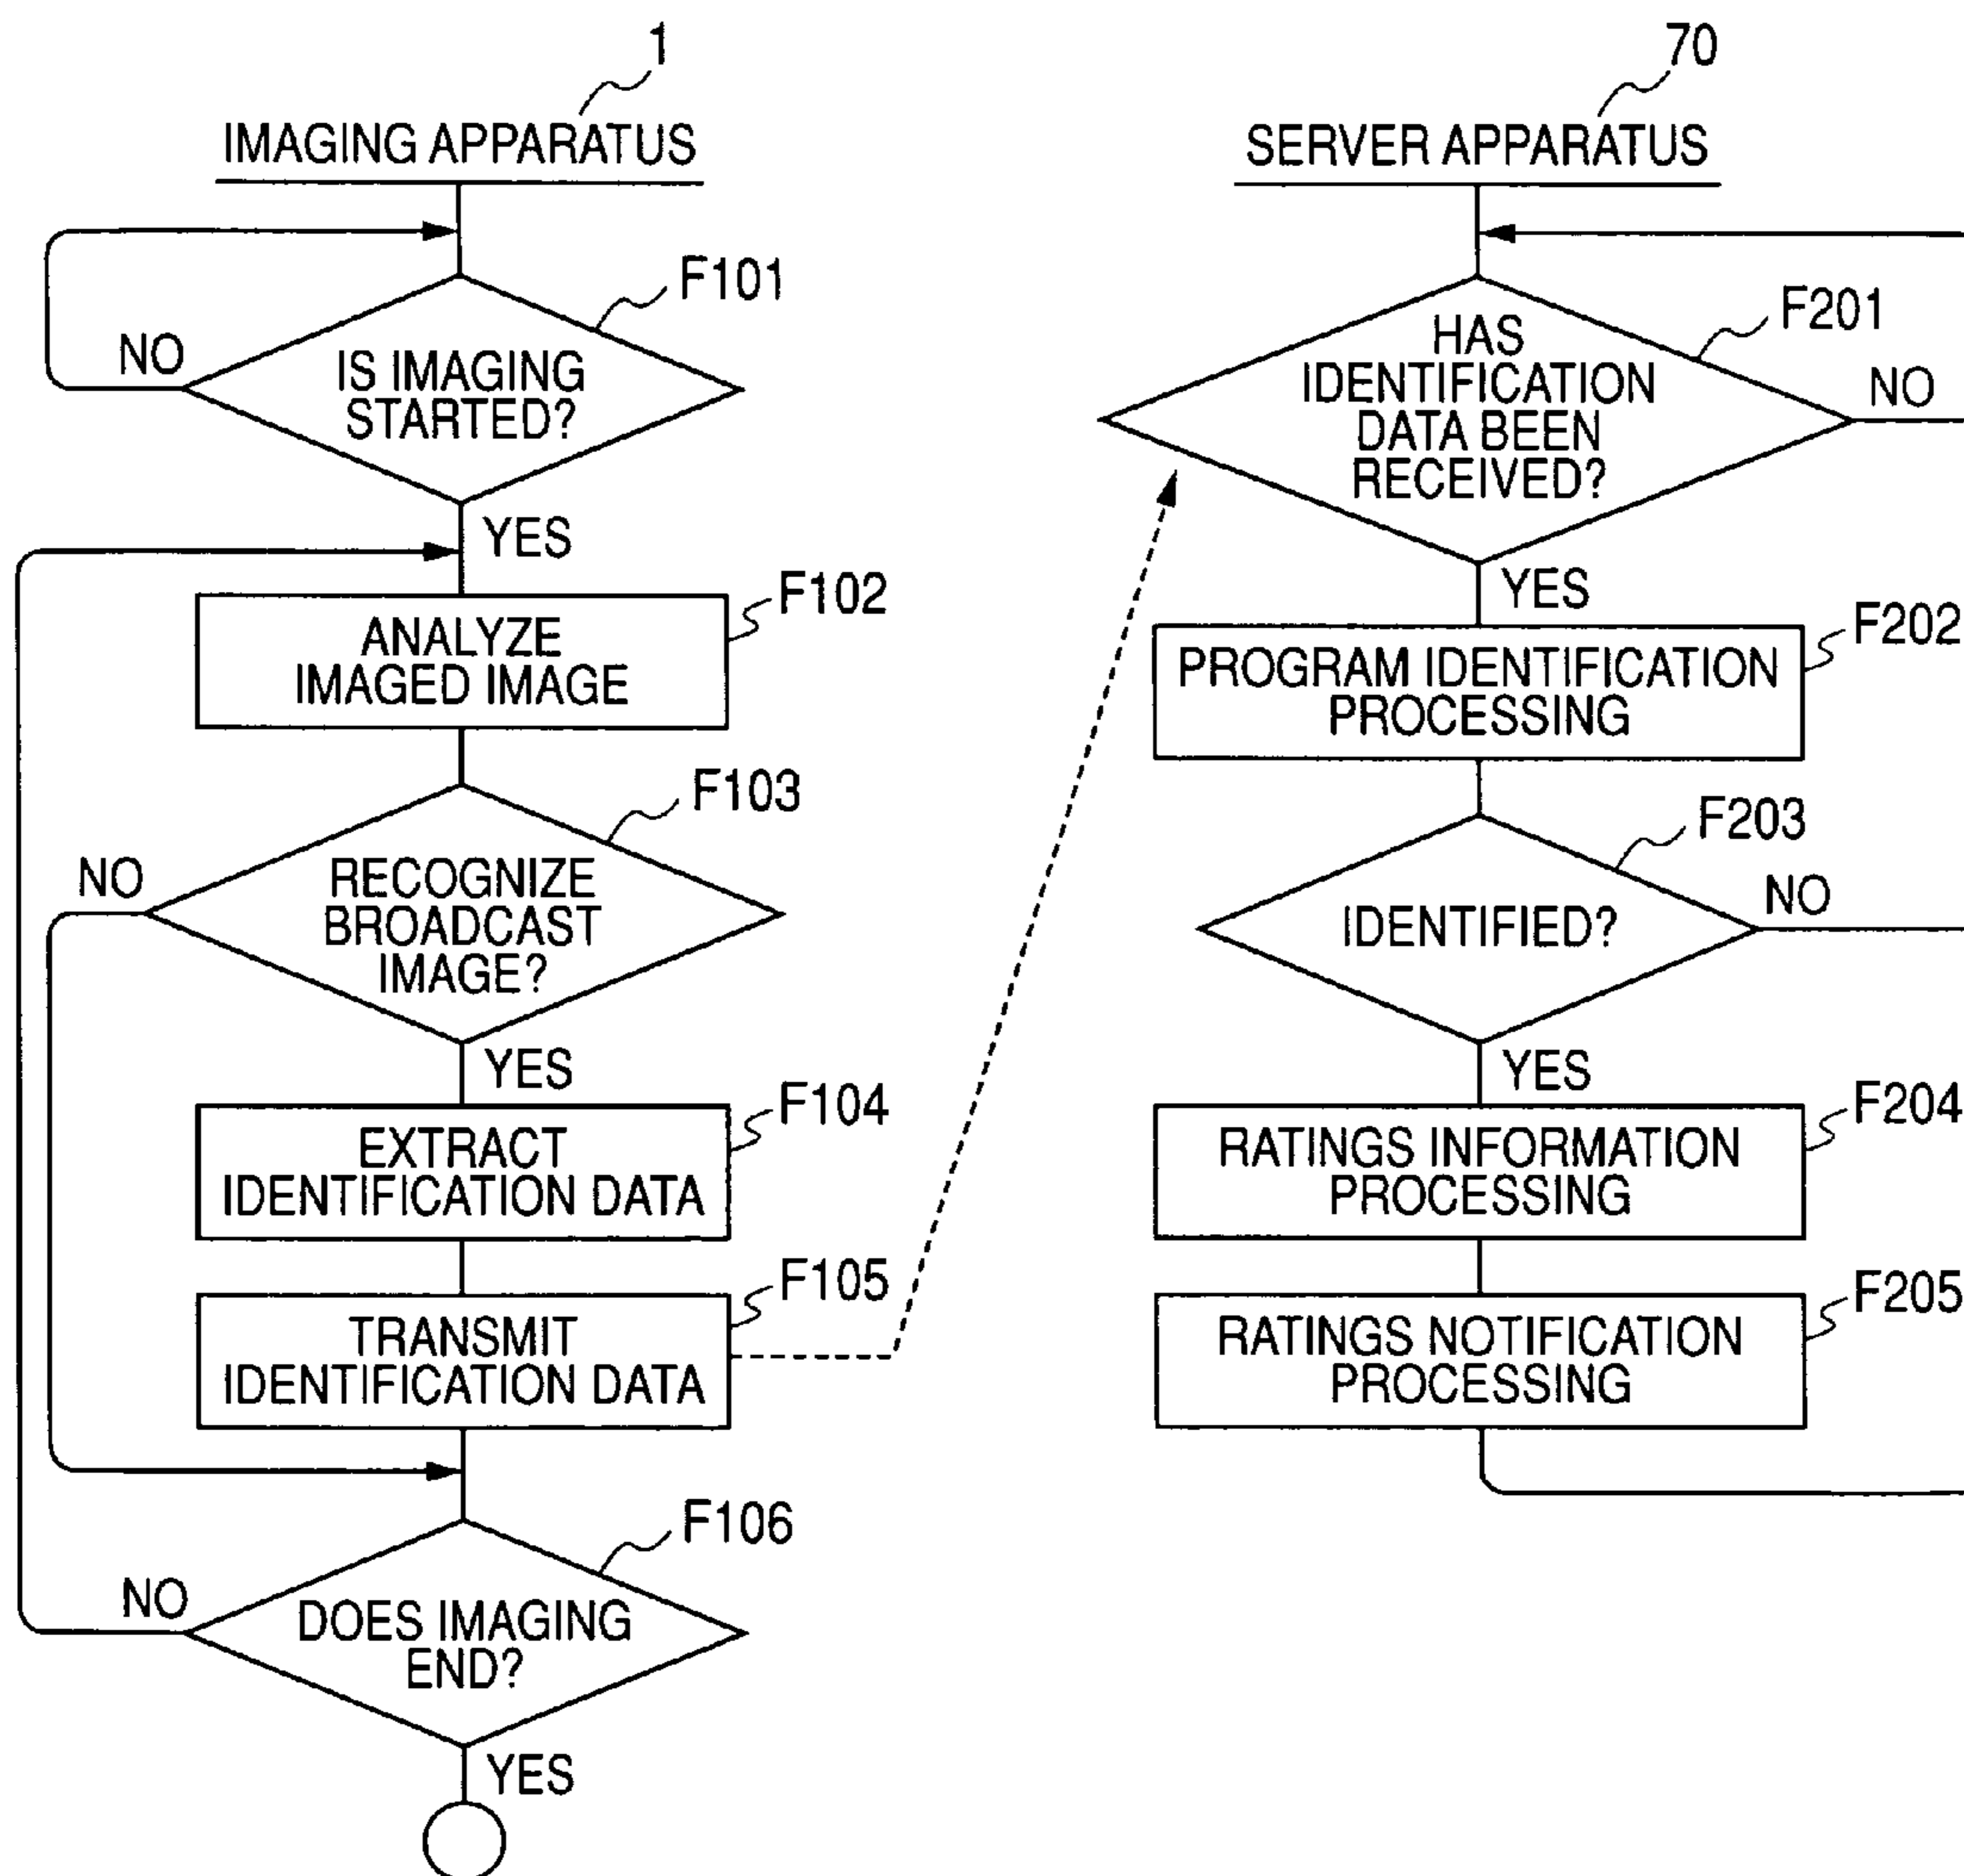 1
IMAGING APPARATUS
F101
NO
IS IMAGING
STARTED?
YES
F102
ANALYZE
IMAGED IMAGE
F103
NO
RECOGNIZE
BROADCAST
IMAGE?
YES
F104
EXTRACT
IDENTIFICATION DATA
F105
TRANSMIT
IDENTIFICATION DATA
F106
NO
DOES IMAGING
END?
YES
70
SERVER APPARATUS
F201
HAS
IDENTIFICATION
DATA BEEN
RECEIVED?
NO
YES
F202
PROGRAM IDENTIFICATION
PROCESSING
F203
IDENTIFIED?
NO
YES
F204
RATINGS INFORMATION
PROCESSING
F205
RATINGS NOTIFICATION
PROCESSING